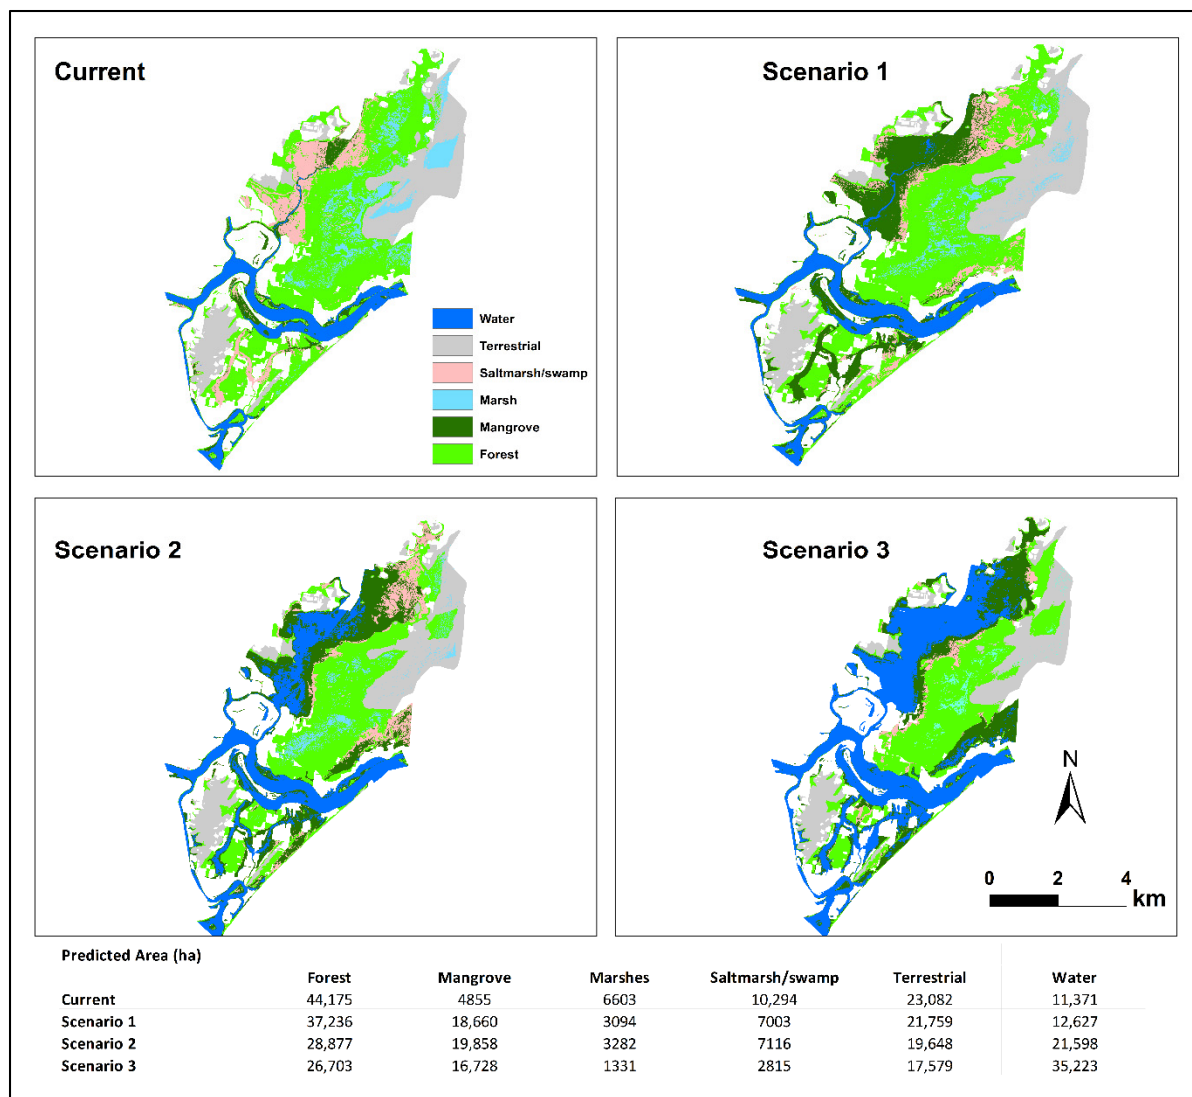 Current
Scenario 1
Water
Terrestrial
Saltmarsh/swamp
Marsh
Mangrove
Forest
Scenario 2
Scenario 3
N
0 2 4
km
Predicted Area (ha)
Forest Mangrove Marshes Saltmarsh/swamp Terrestrial Water
Current 44,175 4855 6603 10,294 23,082 11,371
Scenario 1 37,236 18,660 3094 7003 21,759 12,627
Scenario 2 28,877 19,858 3282 7116 19,648 21,598
Scenario 3 26,703 16,728 1331 2815 17,579 35,223